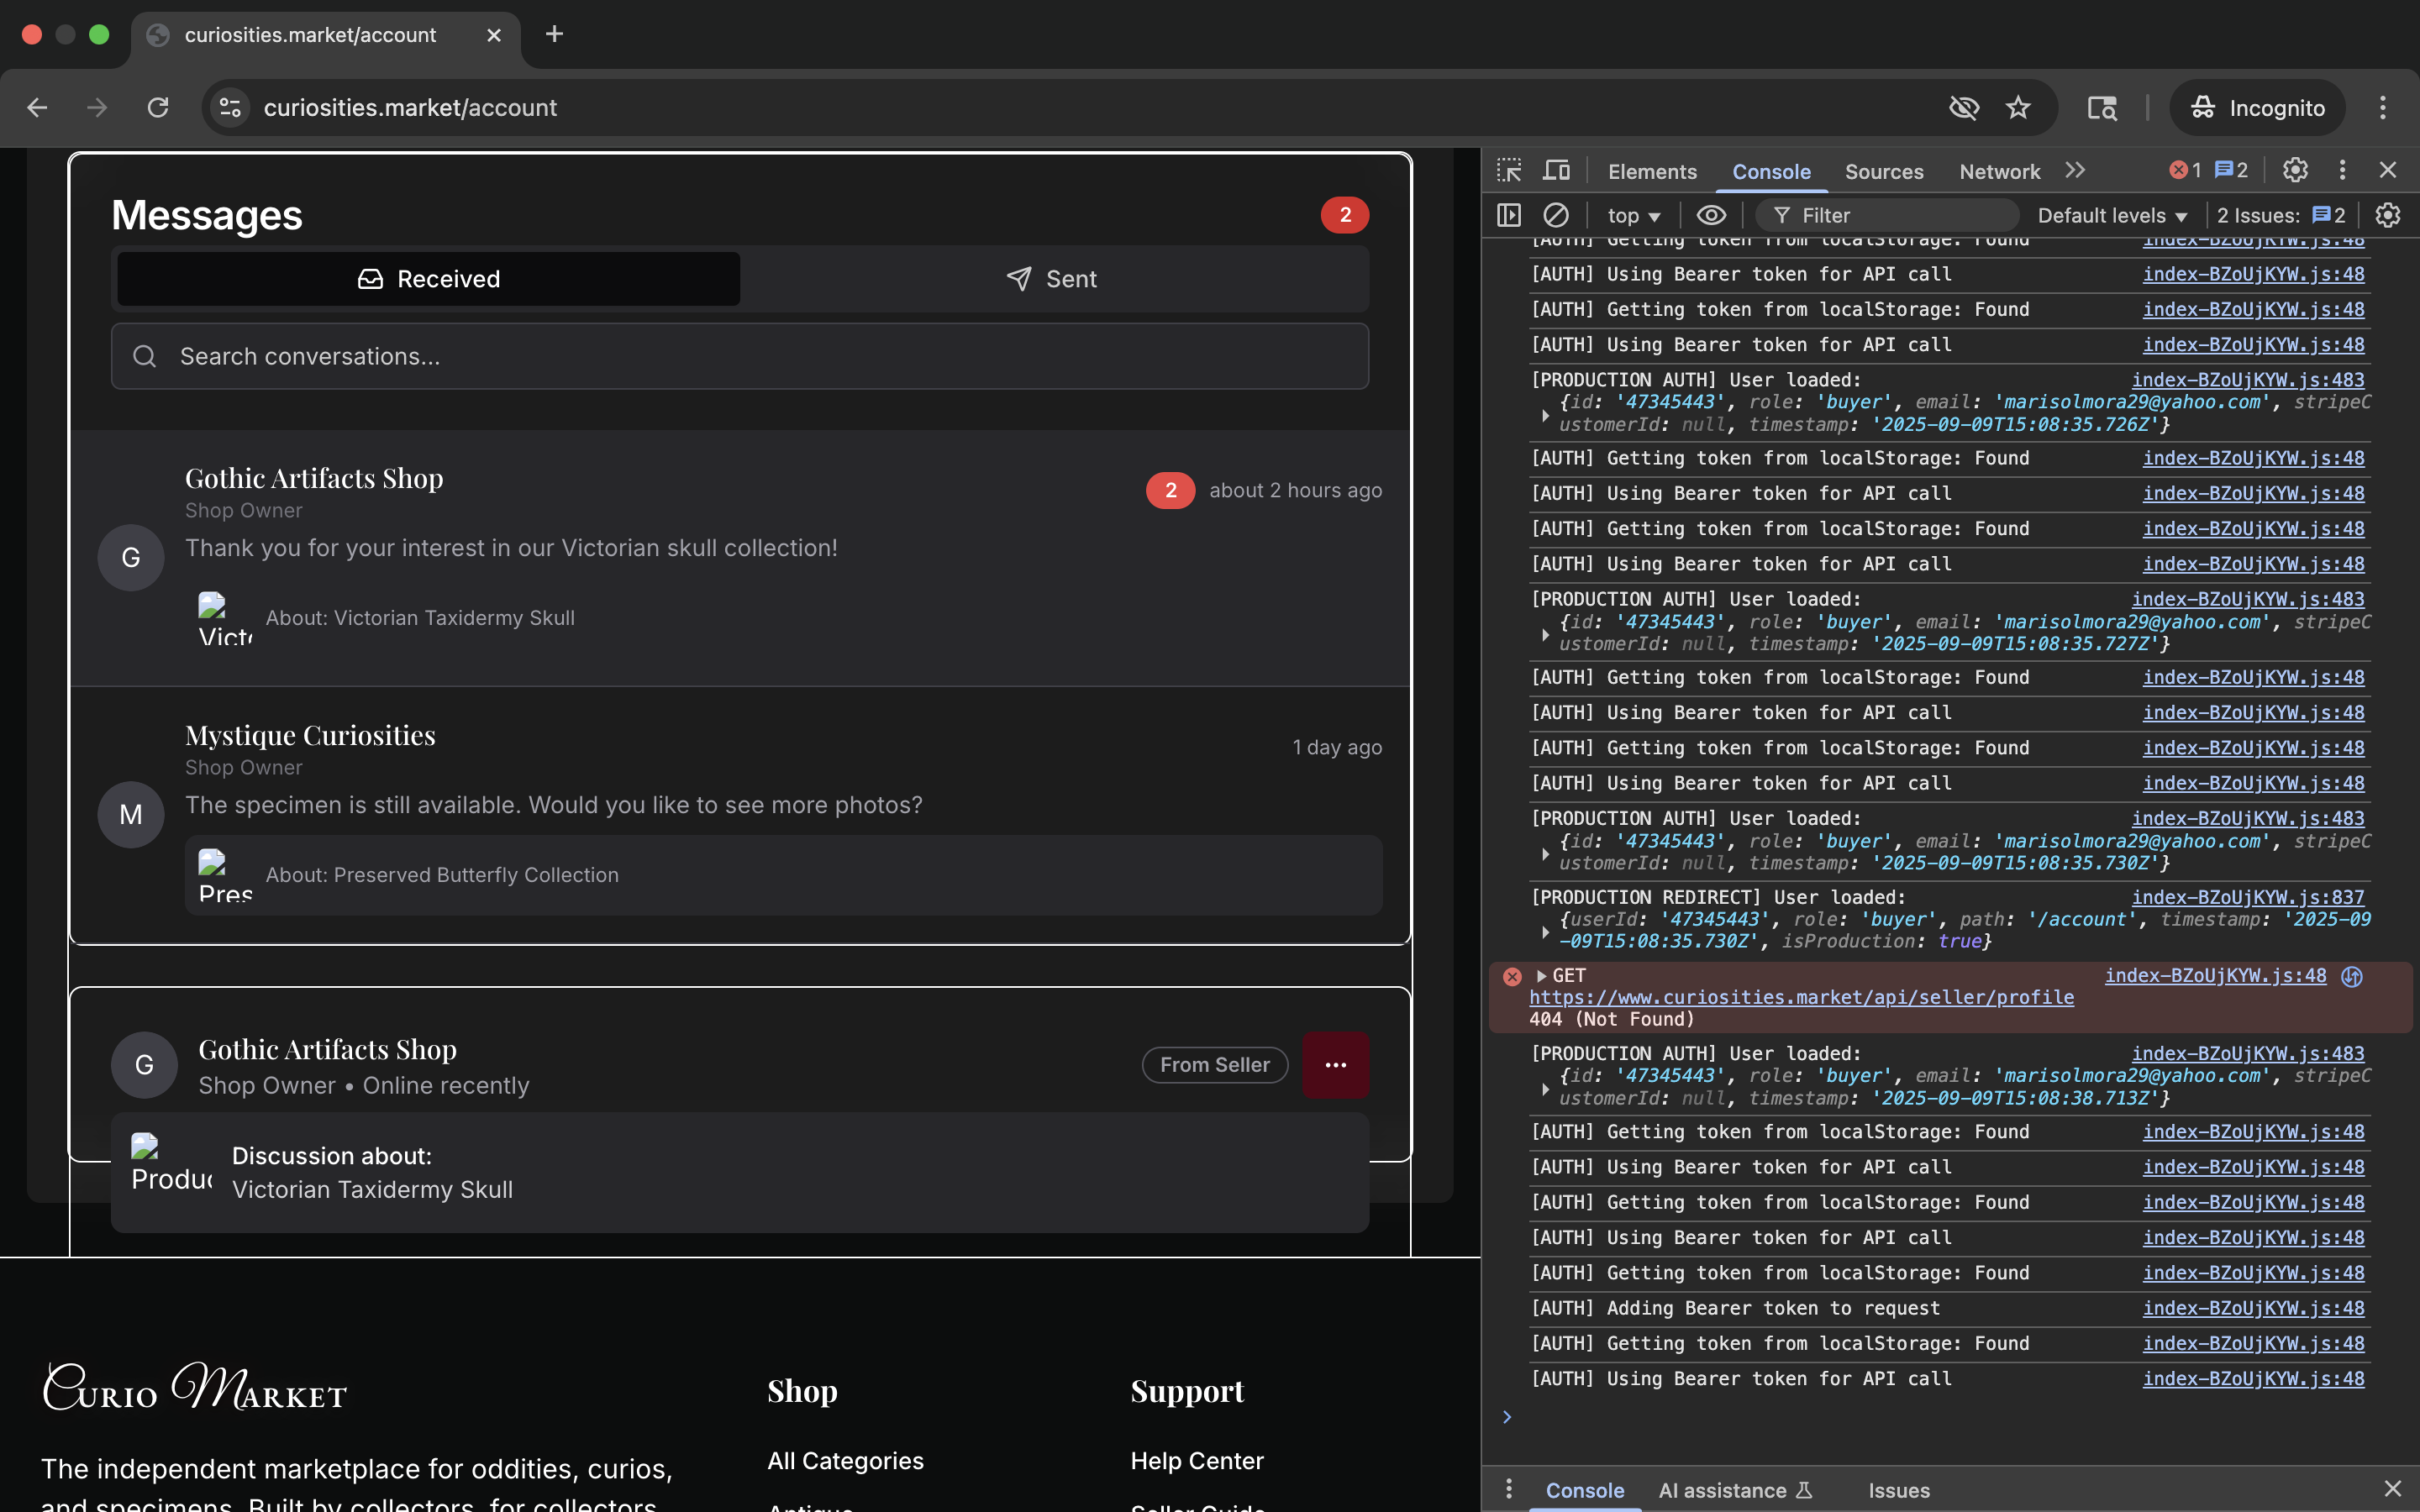 curiosities.market/account
curiosities.market/account
Incognito
Messages
2
Received
Sent
Search conversations...
Gothic Artifacts Shop
2
about 2 hours ago
Shop Owner
G
Thank you for your interest in our Victorian skull collection!
Victo
About: Victorian Taxidermy Skull
Mystique Curiosities
1 day ago
Shop Owner
M
The specimen is still available. Would you like to see more photos?
Pres
About: Preserved Butterfly Collection
G
Gothic Artifacts Shop
Shop Owner • Online recently
From Seller
Produc
Discussion about:
Victorian Taxidermy Skull
Curio Market
The independent marketplace for oddities, curios,
and specimens. Built by collectors, for collectors.
Shop
All Categories
Antique
Support
Help Center
Seller Guide
Elements
Console
Sources
Network
1
2
top
Filter
Default levels
2 Issues:
2
[AUTH] Getting token from localStorage: Found index-BZoUjKYW.js:48
[AUTH] Using Bearer token for API call index-BZoUjKYW.js:48
[AUTH] Getting token from localStorage: Found index-BZoUjKYW.js:48
[AUTH] Using Bearer token for API call index-BZoUjKYW.js:48
[PRODUCTION AUTH] User loaded: index-BZoUjKYW.js:483
{id: '47345443', role: 'buyer', email: 'marisolmora29@yahoo.com', stripeC
ustomerId: null, timestamp: '2025-09-09T15:08:35.726Z'}
[AUTH] Getting token from localStorage: Found index-BZoUjKYW.js:48
[AUTH] Using Bearer token for API call index-BZoUjKYW.js:48
[AUTH] Getting token from localStorage: Found index-BZoUjKYW.js:48
[AUTH] Using Bearer token for API call index-BZoUjKYW.js:48
[PRODUCTION AUTH] User loaded: index-BZoUjKYW.js:483
{id: '47345443', role: 'buyer', email: 'marisolmora29@yahoo.com', stripeC
ustomerId: null, timestamp: '2025-09-09T15:08:35.727Z'}
[AUTH] Getting token from localStorage: Found index-BZoUjKYW.js:48
[AUTH] Using Bearer token for API call index-BZoUjKYW.js:48
[AUTH] Getting token from localStorage: Found index-BZoUjKYW.js:48
[AUTH] Using Bearer token for API call index-BZoUjKYW.js:48
[PRODUCTION AUTH] User loaded: index-BZoUjKYW.js:483
{id: '47345443', role: 'buyer', email: 'marisolmora29@yahoo.com', stripeC
ustomerId: null, timestamp: '2025-09-09T15:08:35.730Z'}
[PRODUCTION REDIRECT] User loaded: index-BZoUjKYW.js:837
{userId: '47345443', role: 'buyer', path: '/account', timestamp: '2025-09
-09T15:08:35.730Z', isProduction: true}
GET index-BZoUjKYW.js:48
https://www.curiosities.market/api/seller/profile
404 (Not Found)
[PRODUCTION AUTH] User loaded: index-BZoUjKYW.js:483
{id: '47345443', role: 'buyer', email: 'marisolmora29@yahoo.com', stripeC
ustomerId: null, timestamp: '2025-09-09T15:08:38.713Z'}
[AUTH] Getting token from localStorage: Found index-BZoUjKYW.js:48
[AUTH] Using Bearer token for API call index-BZoUjKYW.js:48
[AUTH] Getting token from localStorage: Found index-BZoUjKYW.js:48
[AUTH] Using Bearer token for API call index-BZoUjKYW.js:48
[AUTH] Getting token from localStorage: Found index-BZoUjKYW.js:48
[AUTH] Adding Bearer token to request index-BZoUjKYW.js:48
[AUTH] Getting token from localStorage: Found index-BZoUjKYW.js:48
[AUTH] Using Bearer token for API call index-BZoUjKYW.js:48
Console
AI assistance
Issues